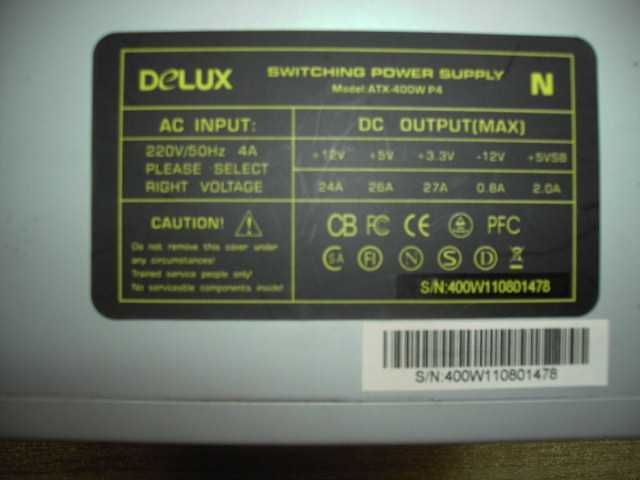 DeLUX
SWITCHING POWER SUPPLY
Model:ATX-400W P4
N
AC INPUT:
220V/50Hz 4A
PLEASE SELECT
RIGHT VOLTAGE
DC OUTPUT(MAX)
+12V +5V +3.3V -12V +5VSB
24A 26A 27A 0.8A 2.0A
CAUTION!
Do not remove this cover under
any circumstances!
Trained service people only!
No serviceable components inside!
CB FC CE PFC
SA FI N S D
S/N:400W110801478
S/N:400W110801478